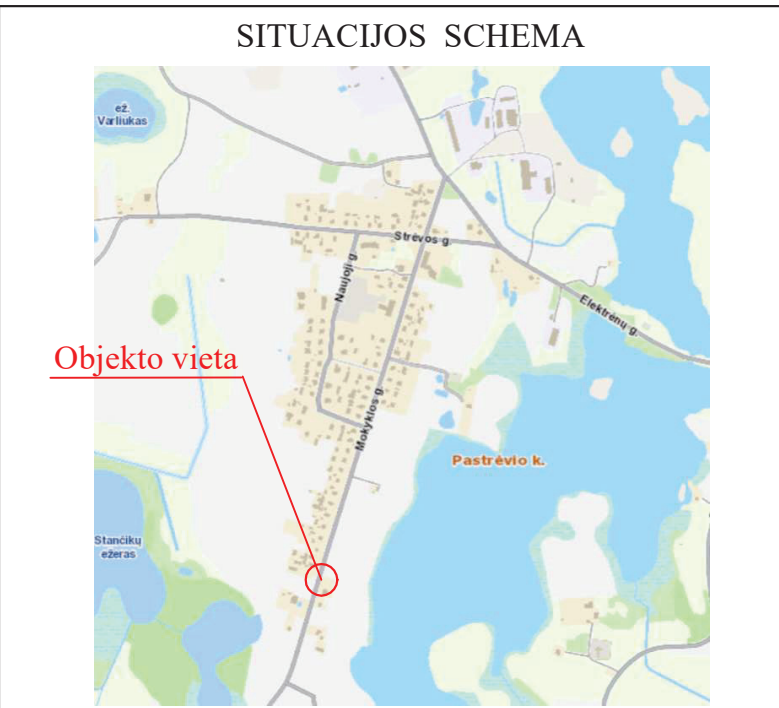 SITUACIJOS SCHEMA
ež.
Varliukas
Strėvos g.
Naujoji g.
Elektrėnų g.
Objekto vieta
Mokyklos g.
Pastrėvio k.
Stančikų
ežeras